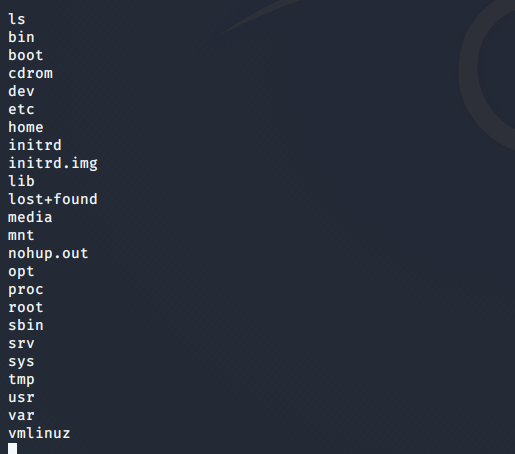 ls
bin
boot
cdrom
dev
etc
home
initrd
initrd.img
lib
lost+found
media
mnt
nohup.out
opt
proc
root
sbin
srv
sys
tmp
usr
var
vmlinuz